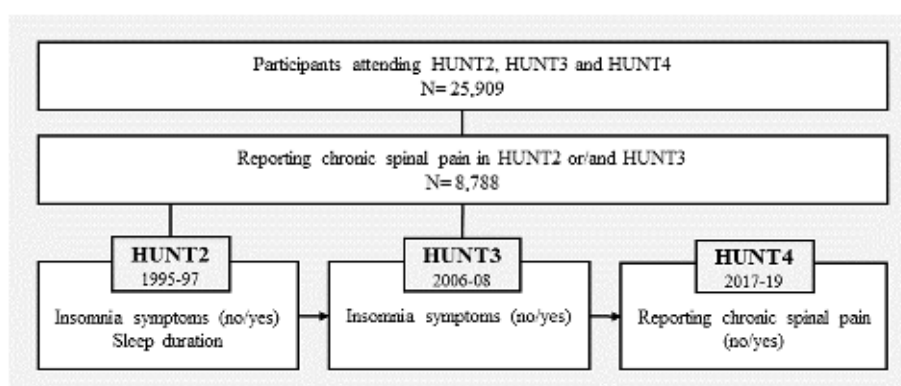 Participants attending HUNT2, HUNT3 and HUNT4
N= 25,909
Reporting chronic spinal pain in HUNT2 or/and HUNT3
N= 8,788
HUNT2
1995-97
Insomnia symptoms (no/yes)
Sleep duration
HUNT3
2006-08
Insomnia symptoms (no/yes)
HUNT4
2017-19
Reporting chronic spinal pain
(no/yes)